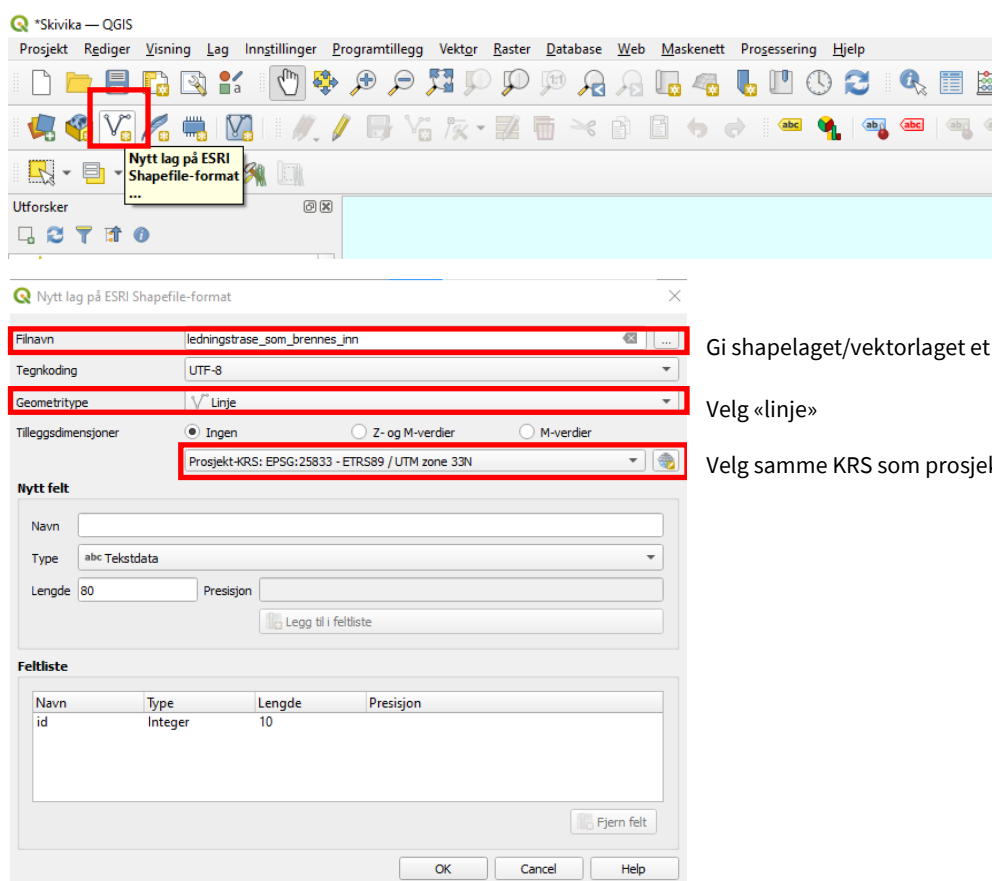 *Skivika — QGIS
Prosjekt Rediger Visning Lag Innstillinger Programtillegg Vektor Raster Database Web Maskenett Prosessering Hjelp
Nytt lag på ESRI
Shapefile-format
...
Utforsker
Nytt lag på ESRI Shapefile-format
Filnavn ledningstrase_som_brennes_inn ...
Gi shapelaget/vektorlaget et
Tegnkoding UTF-8
Geometritype Linje
Velg «linje»
Tilleggsdimensjoner Ingen Z- og M-verdier M-verdier
Prosjekt-KRS: EPSG:25833 - ETRS89 / UTM zone 33N
Velg samme KRS som
Nytt felt
Navn
Type abc Tekstdata
Lengde 80 Presisjon
Legg til i feltliste
Feltliste
Navn Type Lengde Presisjon
id Integer 10
Fjern felt
OK Cancel Help